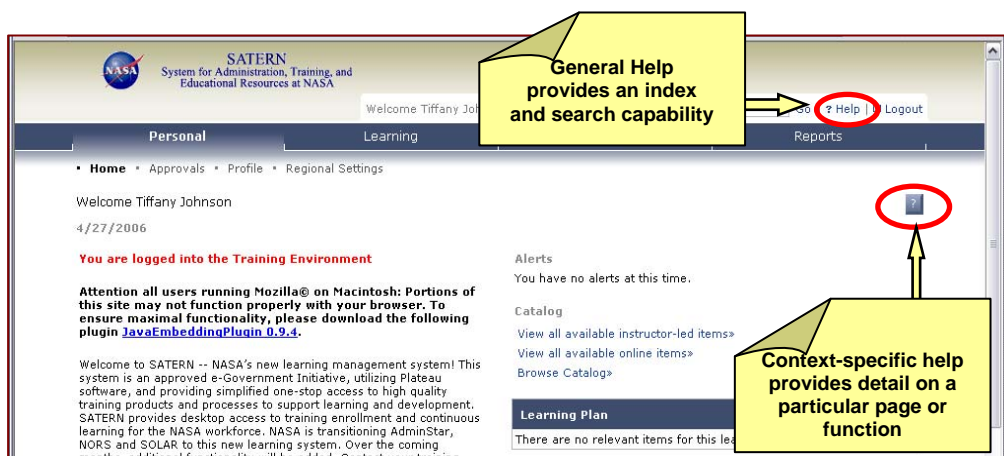 NASA
SATERN
System for Administration, Training, and
Educational Resources at NASA
General Help
provides an index
and search capability
Welcome Tiffany
Go ? Help | Logout
Personal Learning Reports
▪ Home ▪ Approvals ▪ Profile ▪ Regional Settings
Welcome Tiffany Johnson
?
4/27/2006
You are logged into the Training Environment
Attention all users running Mozilla® on Macintosh: Portions of
this site may not function properly with your browser. To
ensure maximal functionality, please download the following
plugin JavaEmbeddingPlugin 0.9.4.
Welcome to SATERN -- NASA's new learning management system! This
system is an approved e-Government Initiative, utilizing Plateau
software, and providing simplified one-stop access to high quality
training products and processes to support learning and development.
SATERN provides desktop access to training enrollment and continuous
learning for the NASA workforce. NASA is transitioning AdminStar,
NORS and SOLAR to this new learning system. Over the coming
Alerts
You have no alerts at this time.
Catalog
View all available instructor-led items»
View all available online items»
Browse Catalog»
Learning Plan
There are no relevant items for this
Context-specific help
provides detail on a
particular page or
function